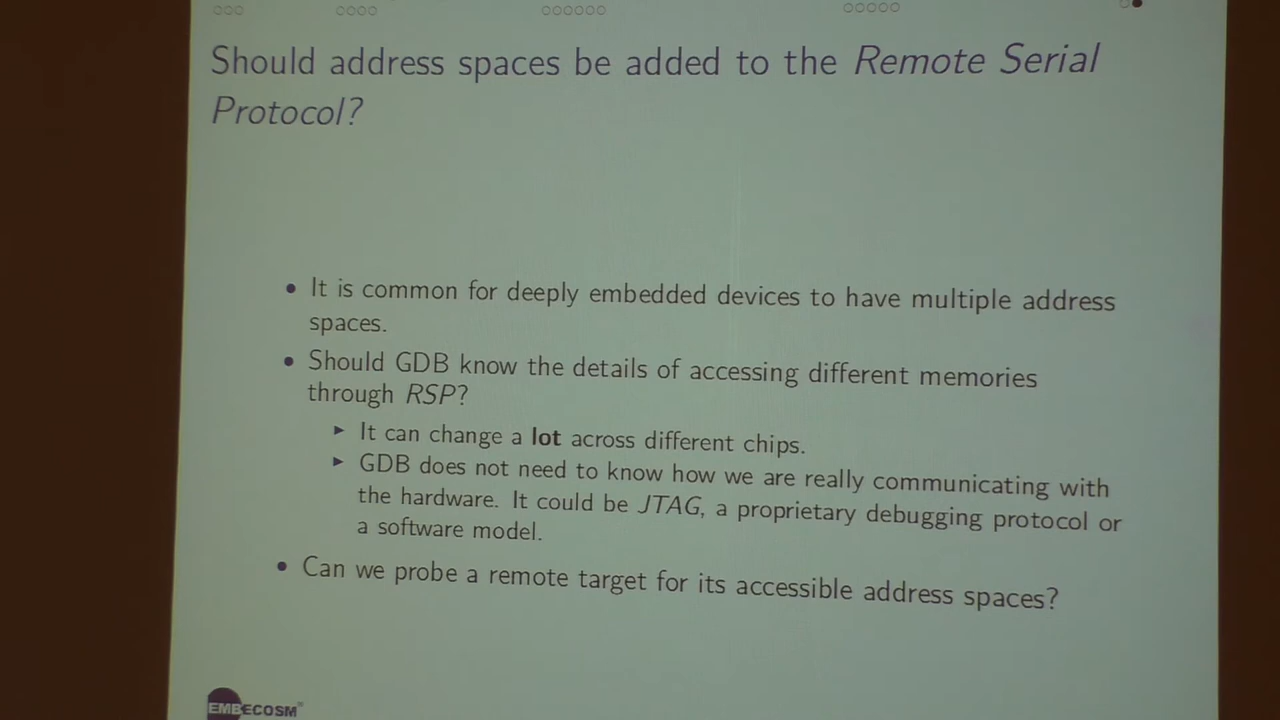 Should address spaces be added to the Remote Serial
Protocol?
• It is common for deeply embedded devices to have multiple address
spaces.
• Should GDB know the details of accessing different memories
through RSP?
▶ It can change a lot across different chips.
▶ GDB does not need to know how we are really communicating with
the hardware. It could be JTAG, a proprietary debugging protocol or
a software model.
• Can we probe a remote target for its accessible address spaces?
EMBECOSM®